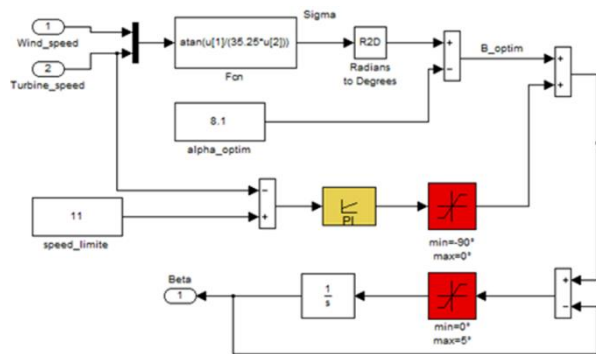 1
Wind_speed
2
Turbine_speed
Sigma
atan(u[1]/(35.25*u[2]))
Fcn
R2D
Radians
to Degrees
+
−
B_optim
+
+
8.1
alpha_optim
11
speed_limite
−
+
PI
min=-90°
max=0°
Beta
1
1
s
min=0°
max=5°
+
−